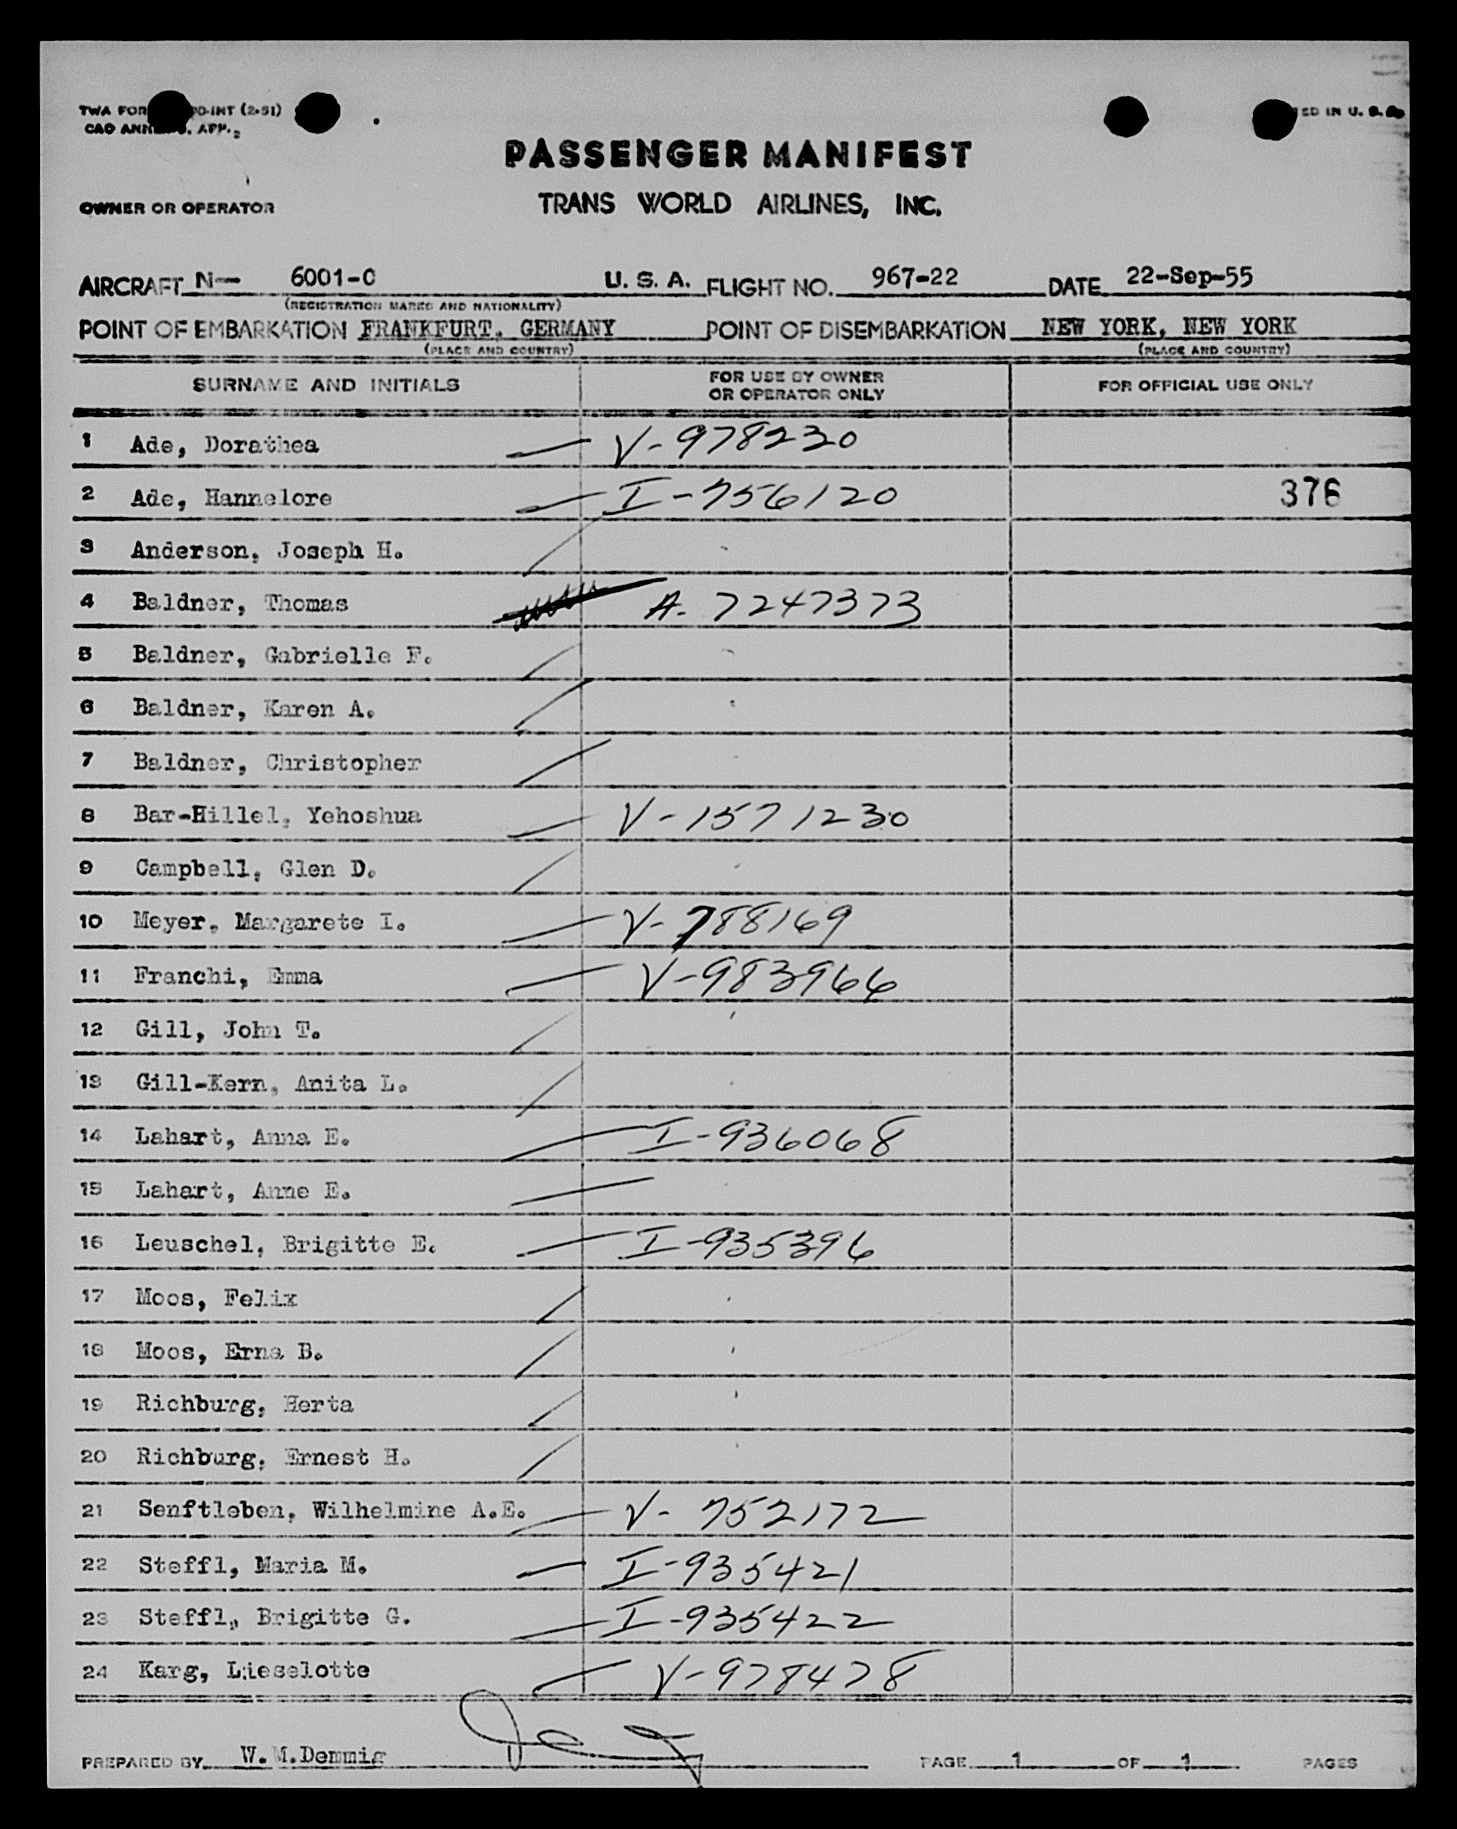 TWA FOR
CAO ANN
PASSENGER MANIFEST
OWNER OR OPERATOR TRANS WORLD AIRLINES, INC.
AIRCRAFT N— 6001-C U. S. A. FLIGHT NO. 967-22 DATE 22-Sep-55
(REGISTRATION MARKS AND NATIONALITY)
POINT OF EMBARKATION FRANKFURT, GERMANY POINT OF DISEMBARKATION NEW YORK, NEW YORK
(PLACE AND COUNTRY) (PLACE AND COUNTRY)
SURNAME AND INITIALS FOR USE BY OWNER OR OPERATOR ONLY FOR OFFICIAL USE ONLY
1 Ade, Dorathea V-978230
2 Ade, Hannelore I-756120 376
3 Anderson, Joseph H.
4 Baldner, Thomas A-7247373
5 Baldner, Gabrielle F.
6 Baldner, Karen A.
7 Baldner, Christopher
8 Bar-Hillel, Yehoshua V-1571230
9 Campbell, Glen D.
10 Meyer, Margarete I. V-788169
11 Franchi, Emma V-983966
12 Gill, John T.
13 Gill-Kern, Anita L.
14 Lahart, Anna E. I-936068
15 Lahart, Anne E.
16 Leuschel, Brigitte E. I-935396
17 Moos, Felix
18 Moos, Erna B.
19 Richburg, Herta
20 Richburg, Ernest H.
21 Senftleben, Wilhelmine A.E. V-752172
22 Steffl, Maria M. I-935421
23 Steffl, Brigitte G. I-935422
24 Karg, Lieselotte V-978478
PREPARED BY W.M.Demmig PAGE 1 OF 1 PAGES